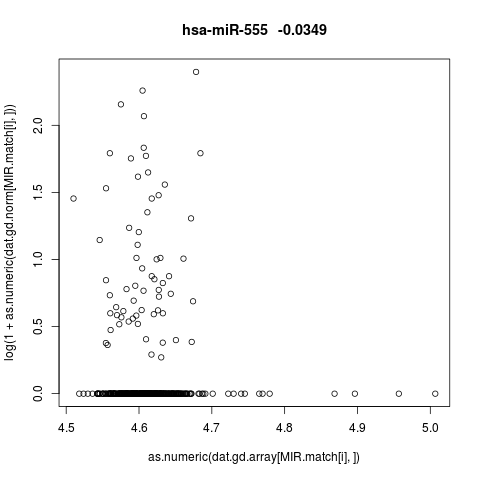 hsa-miR-555 -0.0349
log(1 + as.numeric(dat.gd.norm[MIR.match[i], ]))
2.0
1.5
1.0
0.5
0.0
4.5 4.6 4.7 4.8 4.9 5.0
as.numeric(dat.gd.array[MIR.match[i], ])